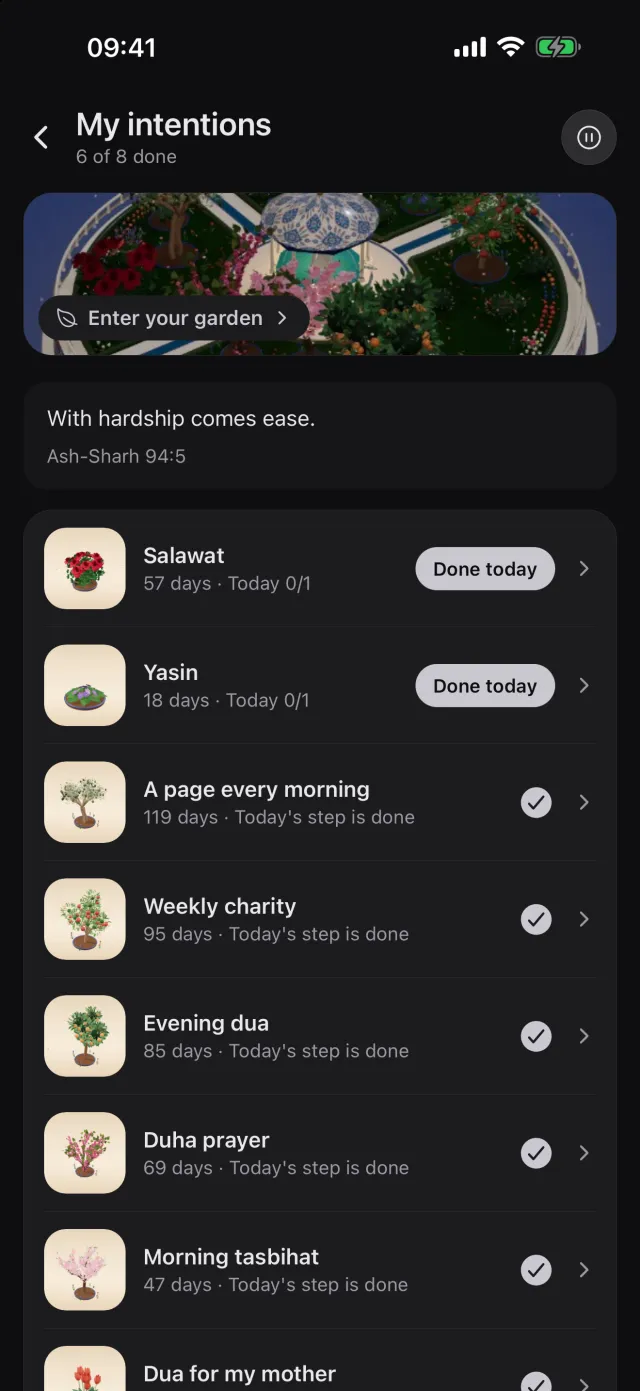 09:41
My intentions
6 of 8 done
Enter your garden
With hardship comes ease.
Ash-Sharh 94:5
Salawat
57 days · Today 0/1
Done today
Yasin
18 days · Today 0/1
Done today
A page every morning
119 days · Today's step is done
Weekly charity
95 days · Today's step is done
Evening dua
85 days · Today's step is done
Duha prayer
69 days · Today's step is done
Morning tasbihat
47 days · Today's step is done
Dua for my mother